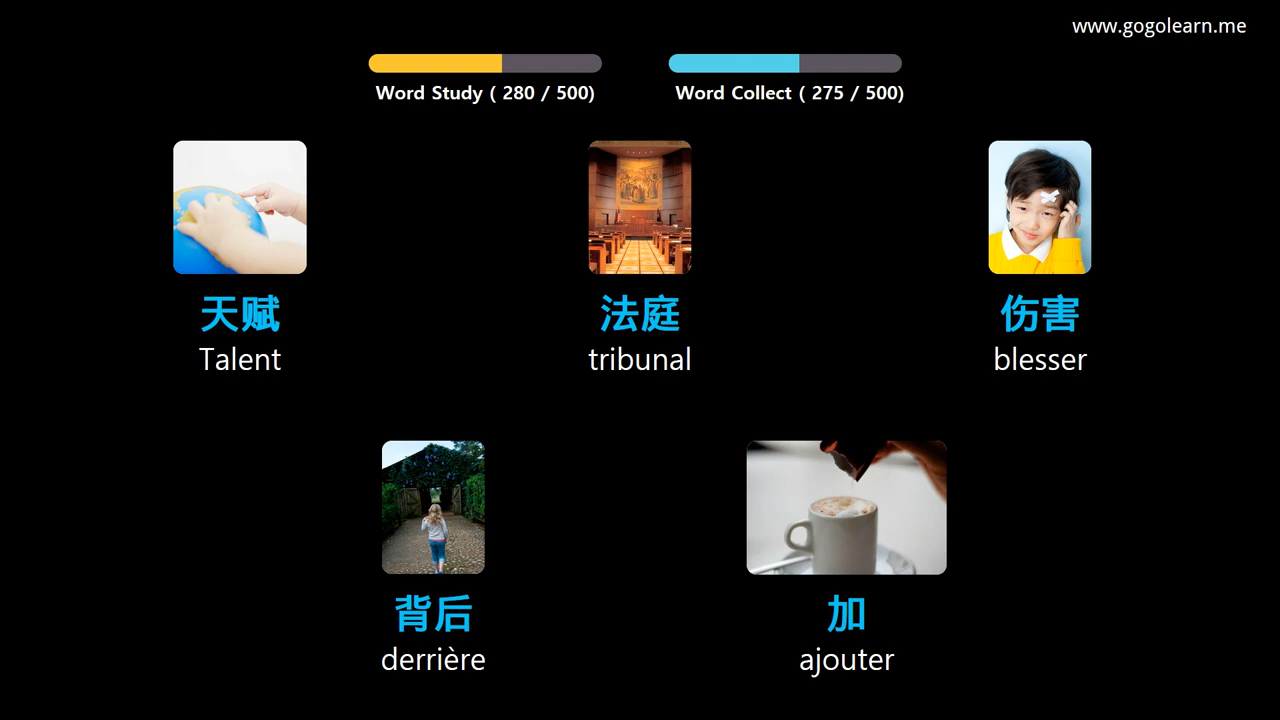 www.gogolearn.me
Word Study ( 280 / 500)
Word Collect ( 275 / 500)
天赋
Talent
法庭
tribunal
伤害
blesser
背后
derrière
加
ajouter